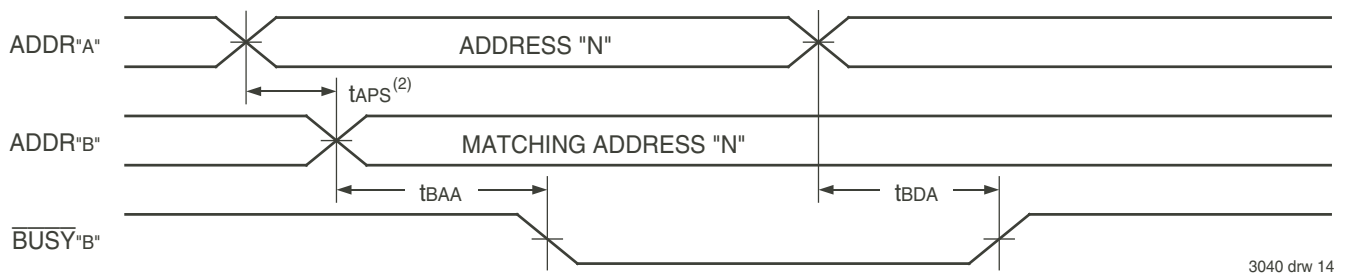 ADDR"A"
ADDRESS "N"
tAPS(2)
ADDR"B"
MATCHING ADDRESS "N"
tBAA
tBDA
BUSY"B"
3040 drw 14